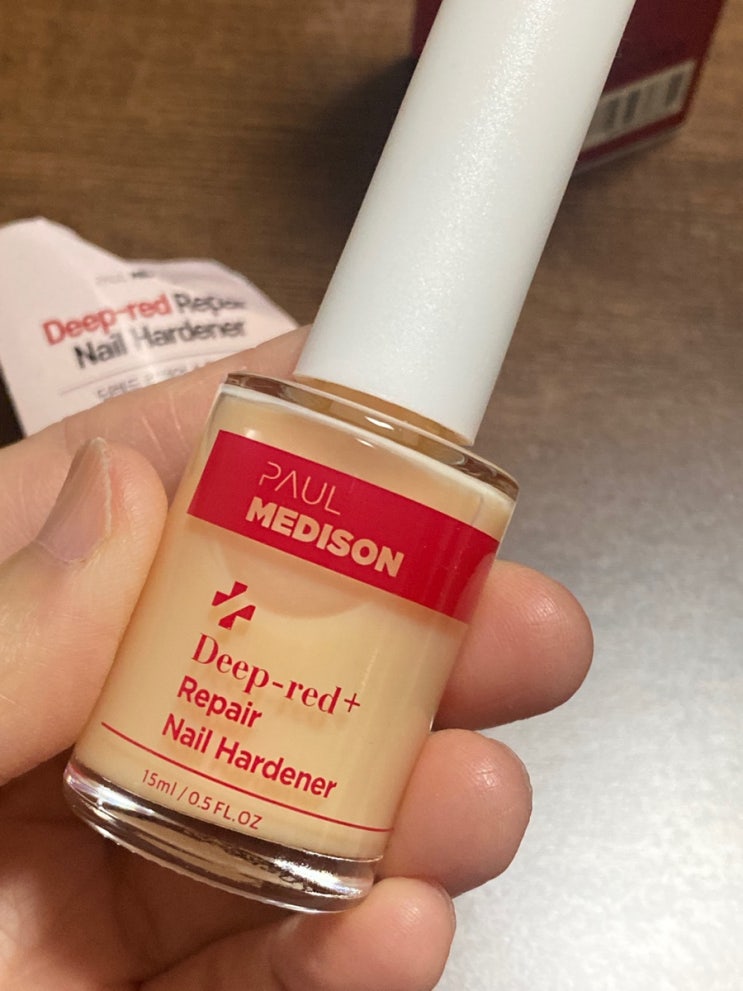 Deep-red Repair
Nail Hardener
PAUL
MEDISON
Deep-red+
Repair
Nail Hardener
15ml / 0.5 FL.OZ